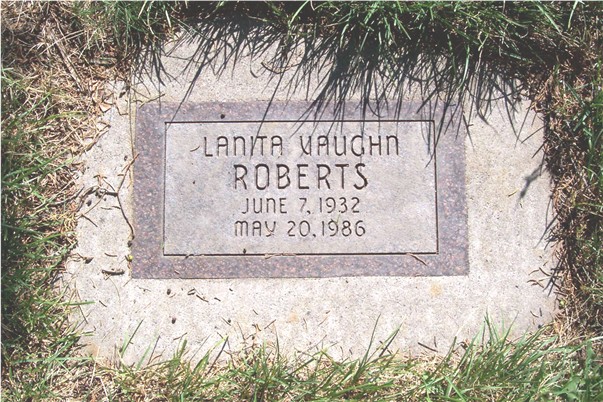 LANITA VAUGHN
ROBERTS
JUNE 7, 1932
MAY 20, 1986